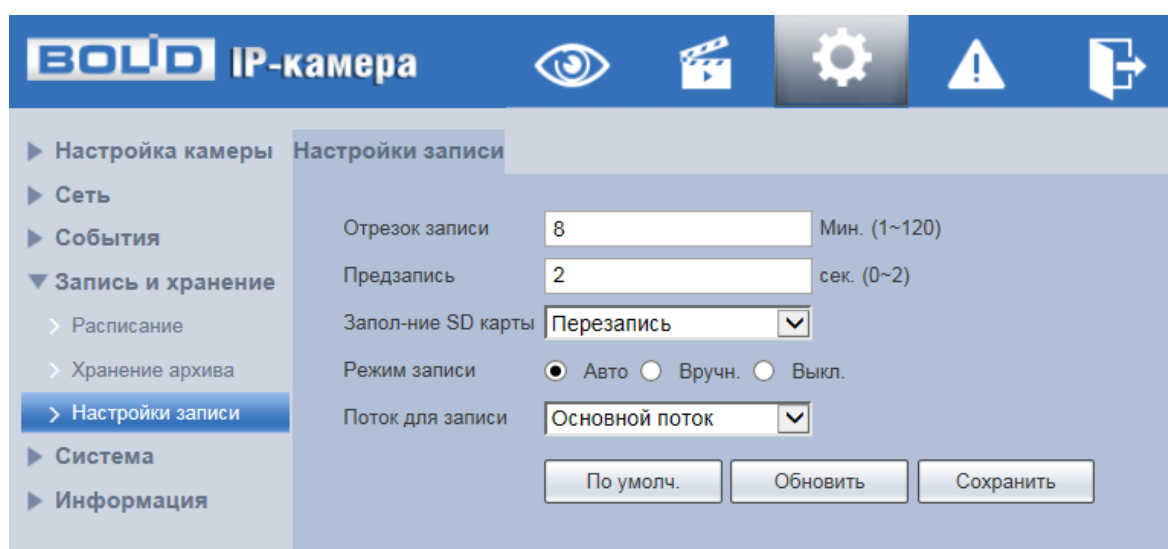 BOLID IP-камера
Настройка камеры
Сеть
События
Запись и хранение
Расписание
Хранение архива
Настройки записи
Система
Информация
Настройки записи
Отрезок записи 8 Мин. (1~120)
Предзапись 2 сек. (0~2)
Запол-ние SD карты Перезапись
Режим записи Авто Вручн. Выкл.
Поток для записи Основной поток
По умолч. Обновить Сохранить